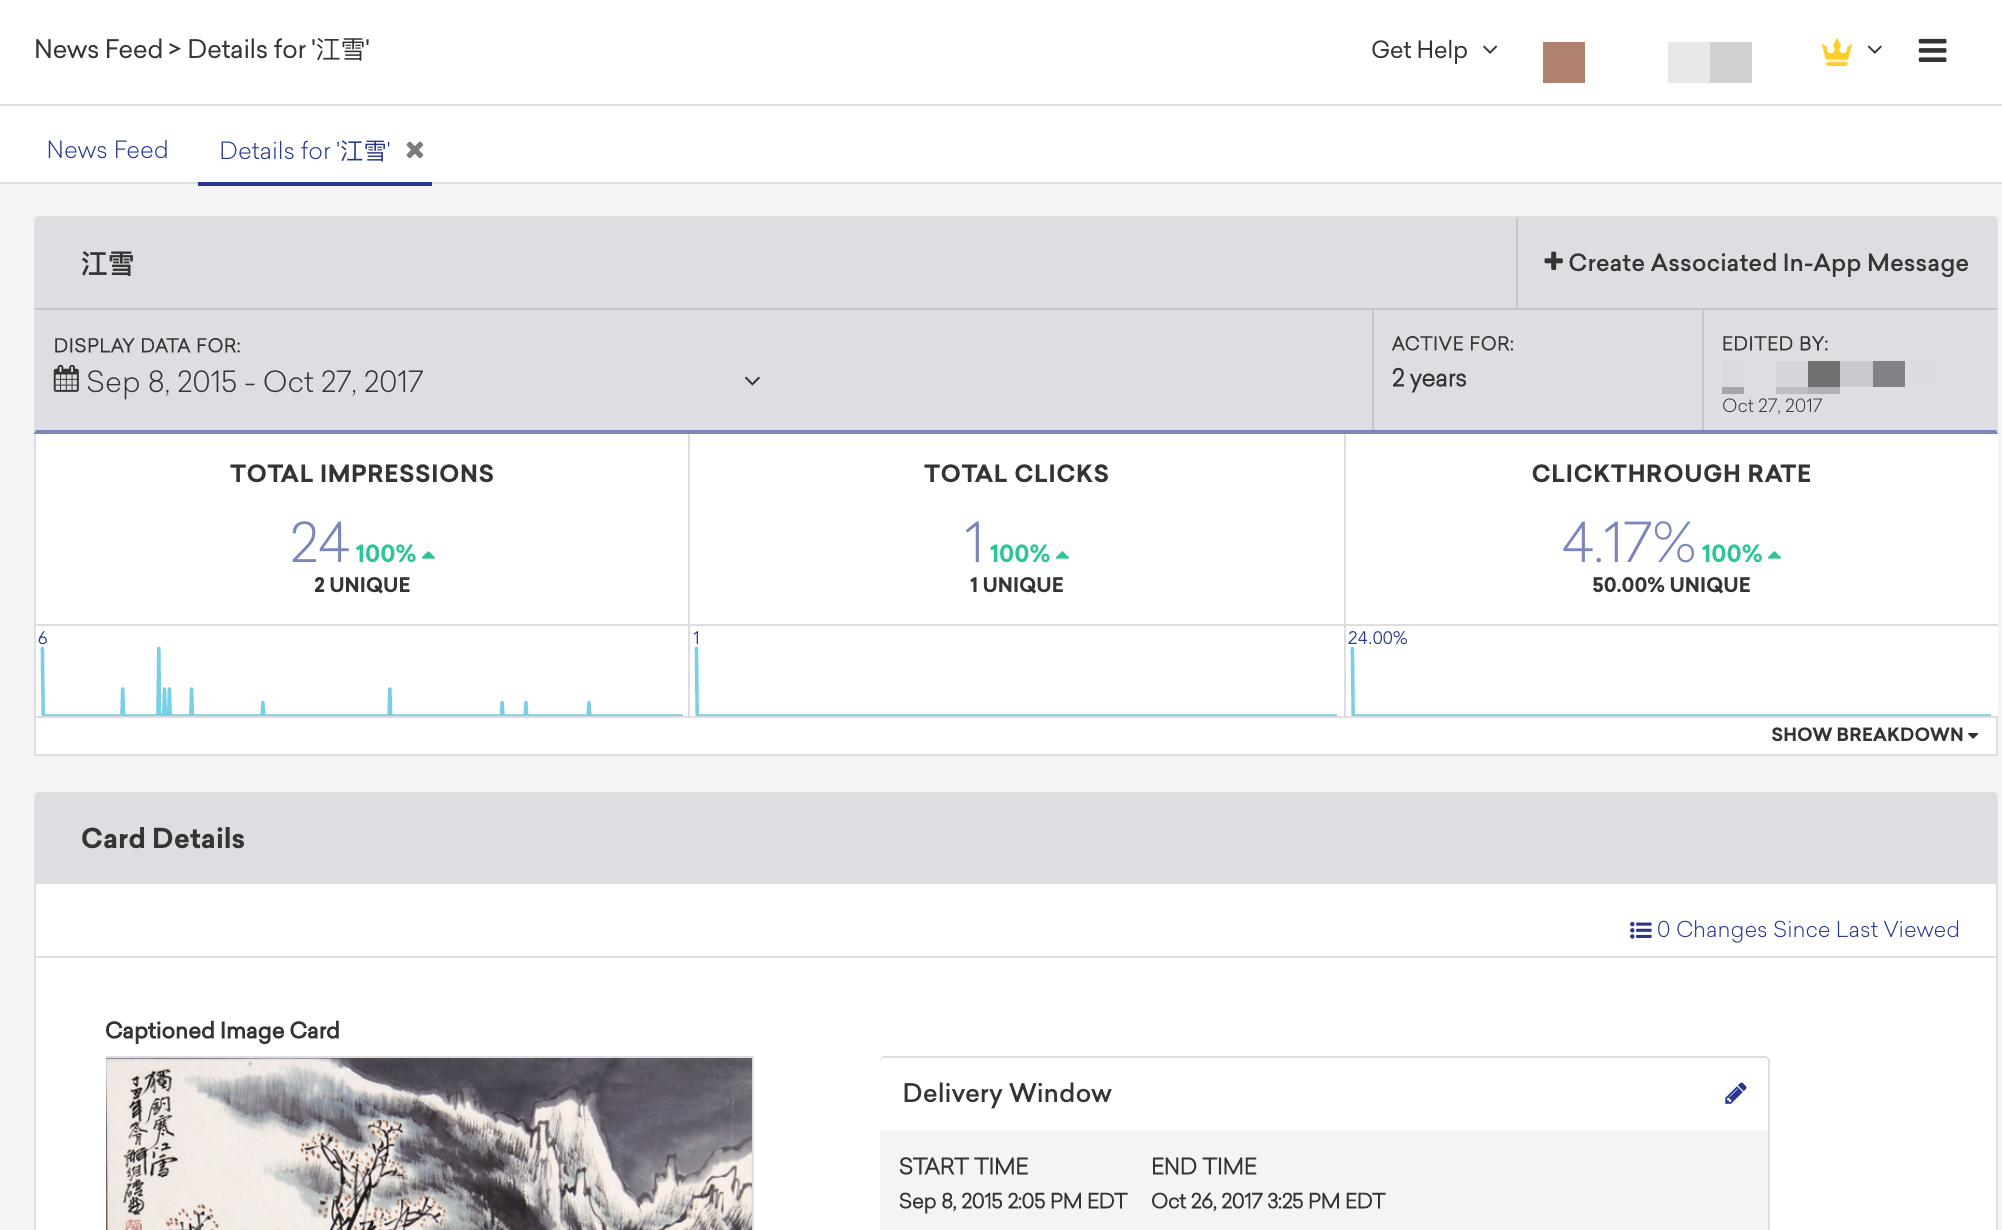 News Feed > Details for '江雪'
Get Help
News Feed
Details for '江雪'
江雪
Create Associated In-App Message
DISPLAY DATA FOR:
Sep 8, 2015 - Oct 27, 2017
ACTIVE FOR:
2 years
EDITED BY:
Oct 27, 2017
TOTAL IMPRESSIONS
24 100%
2 UNIQUE
TOTAL CLICKS
1 100%
1 UNIQUE
CLICKTHROUGH RATE
4.17% 100%
50.00% UNIQUE
6
1
24.00%
SHOW BREAKDOWN
Card Details
0 Changes Since Last Viewed
Captioned Image Card
獨釣寒江雪
Delivery Window
START TIME
END TIME
Sep 8, 2015 2:05 PM EDT
Oct 26, 2017 3:25 PM EDT